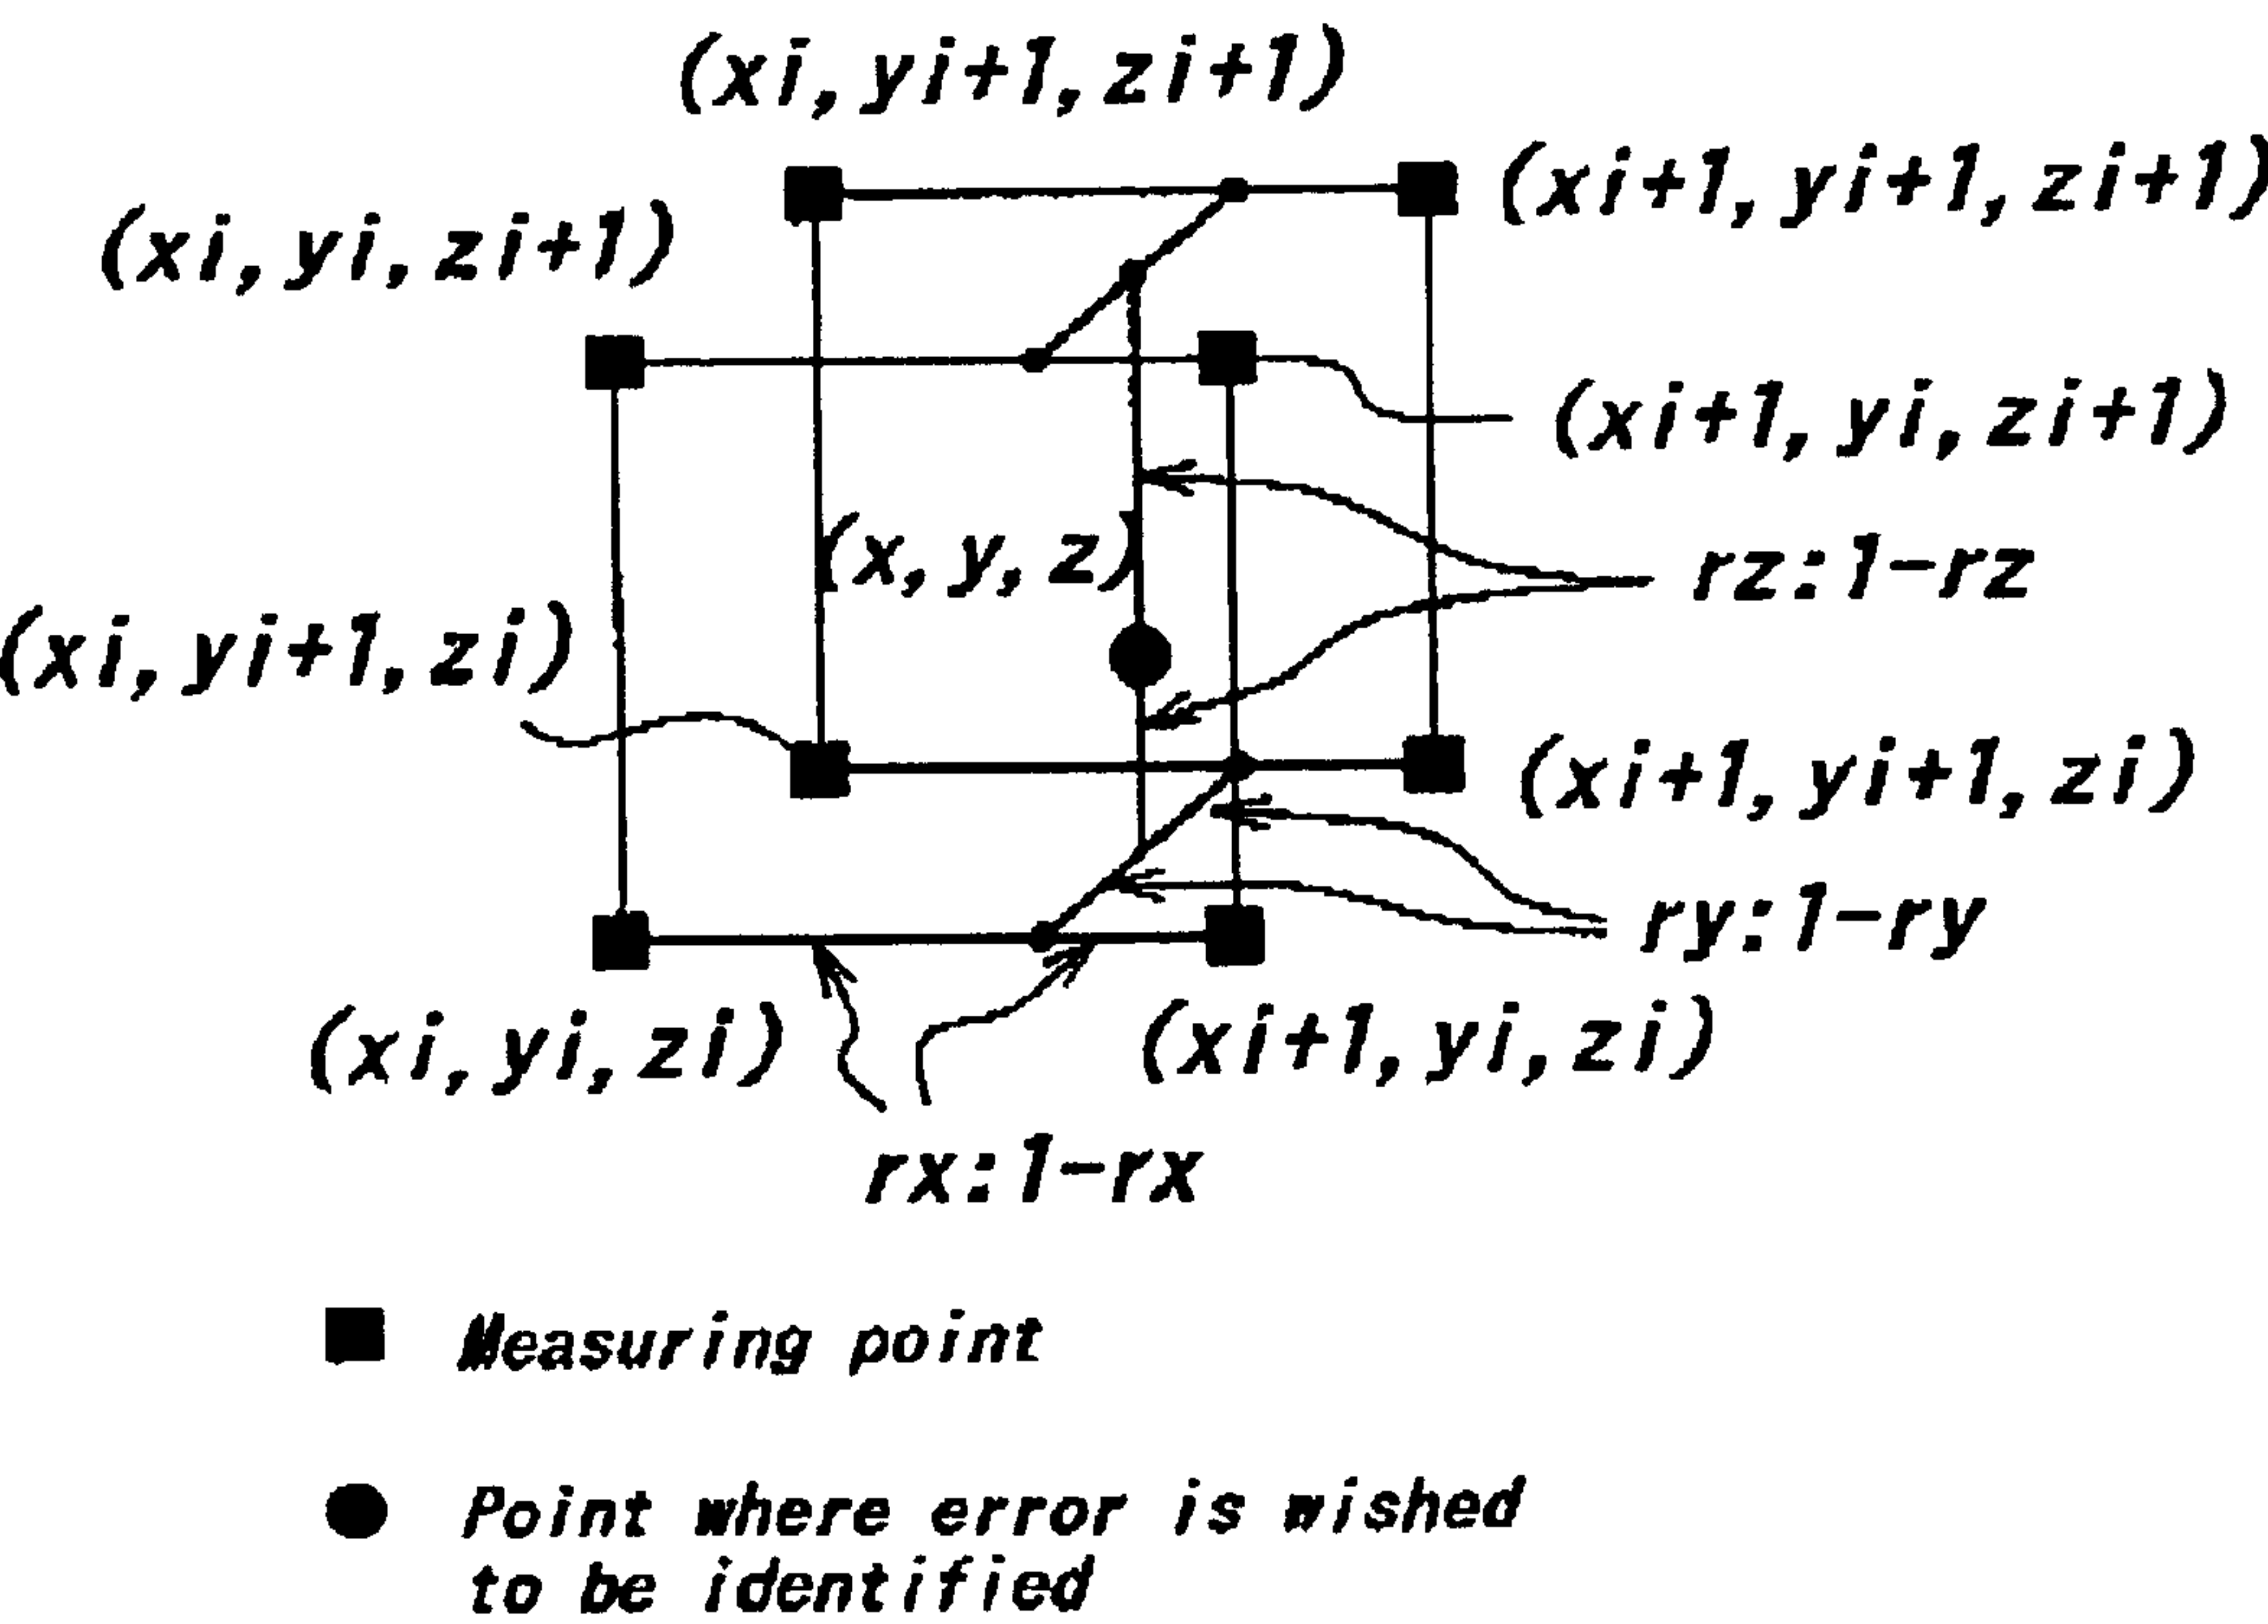 (xi,yi+1,zi+1)
(xi+1,yi+1,zi+1)
(xi,yi,zi+1)
(xi+1,yi,zi+1)
(x,y,z)
rz:1-rz
(xi,yi+1,zi)
(xi+1,yi+1,zi)
ry:1-ry
(xi,yi,zi)
(xi+1,yi,zi)
rx:1-rx
Measuring point
Point where error is wished
to be identified